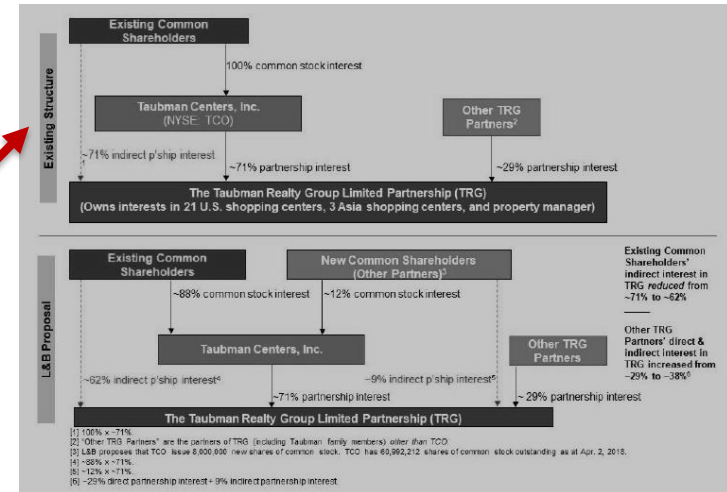 Existing Structure
Existing Common
Shareholders
100% common stock interest
Taubman Centers, Inc.
(NYSE: TCO)
Other TRG
Partners2
~71% indirect p'ship interest
1
~71% partnership interest
~29% partnership interest
The Taubman Realty Group Limited Partnership (TRG)
(Owns interests in 21 U.S. shopping centers, 3 Asia shopping centers, and property manager)
L&B Proposal
Existing Common
Shareholders
New Common Shareholders
(Other Partners)3
Existing Common
Shareholders'
indirect interest in
TRG reduced from
~71% to ~62%
~88% common stock interest
~12% common stock interest
Taubman Centers, Inc.
Other TRG
Partners
Other TRG
Partners' direct &
indirect interest in
TRG increased from
~29% to ~38%6
~62% indirect p'ship interest4
~9% indirect p'ship interest5
~71% partnership interest
~ 29% partnership interest
The Taubman Realty Group Limited Partnership (TRG)
[1] 100% x ~71%.
[2] "Other TRG Partners" are the partners of TRG (including Taubman family members) other than TCO.
[3] L&B proposes that TCO issue 8,000,000 new shares of common stock. TCO has 60,992,212 shares of common stock outstanding as at Apr. 2, 2018.
[4] ~88% x ~71%.
[5] ~12% x ~71%.
[6] ~29% direct partnership interest + 9% indirect partnership interest.